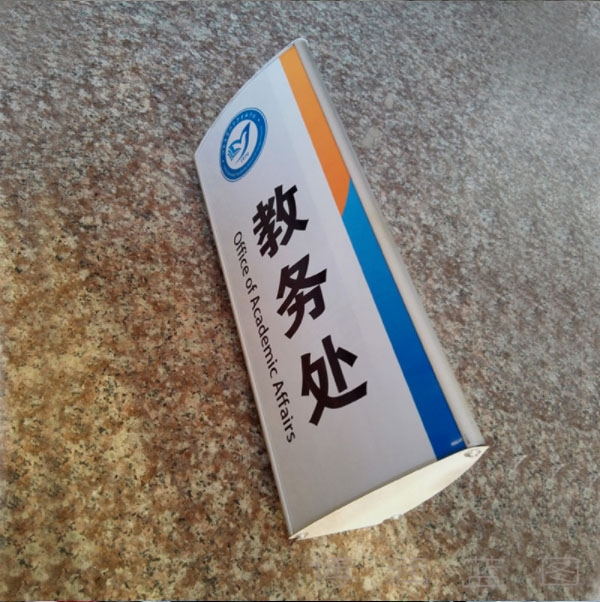 教务处
Office of Academic Affairs